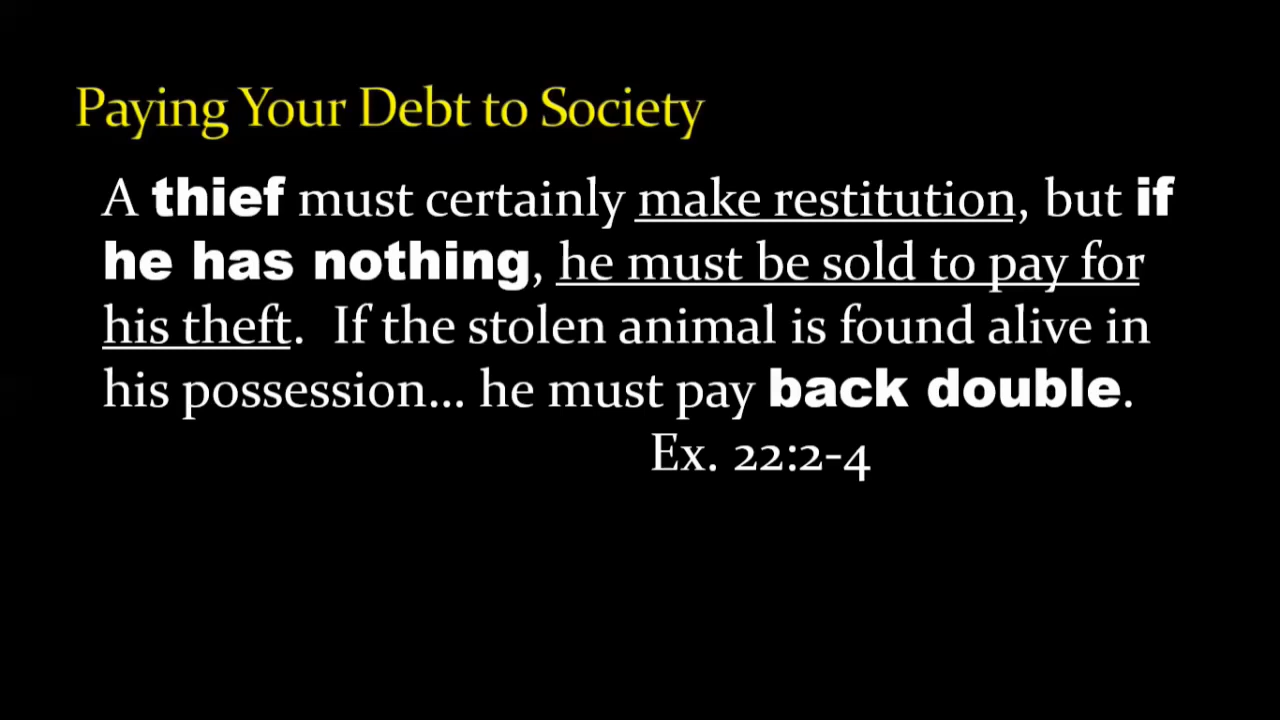 Paying Your Debt to Society
A thief must certainly make restitution, but if
he has nothing, he must be sold to pay for
his theft. If the stolen animal is found alive in
his possession... he must pay back double.
Ex. 22:2-4